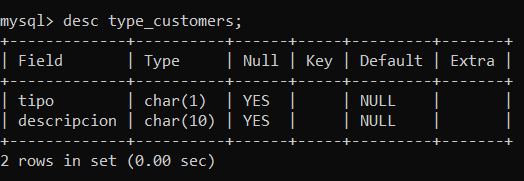 mysql> desc type_customers;
+-------------+----------+------+-----+---------+-------+
| Field       | Type     | Null | Key | Default | Extra |
+-------------+----------+------+-----+---------+-------+
| tipo        | char(1)  | YES  |     | NULL    |       |
| descripcion | char(10) | YES  |     | NULL    |       |
+-------------+----------+------+-----+---------+-------+
2 rows in set (0.00 sec)